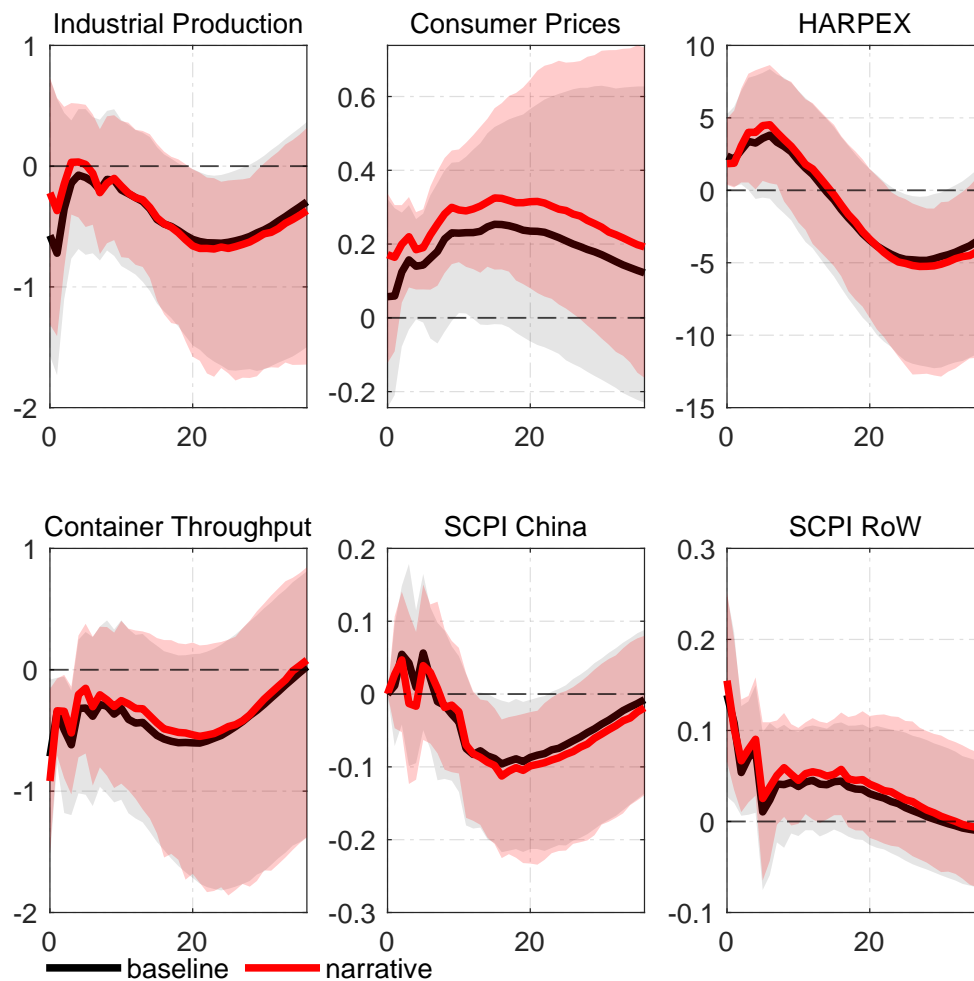 Industrial Production Consumer Prices HARPEX
1 0.6 10
0 0.4 5
-1 0.2 0
-2 0 -5
-0.2 -10
-15
0 20 0 20 0 20
Container Throughput SCPI China SCPI RoW
1 0.2 0.3
0 0.1 0.2
-1 0 0.1
-2 -0.1 0
-0.2 -0.1
-0.3
0 20 0 20 0 20
baseline narrative